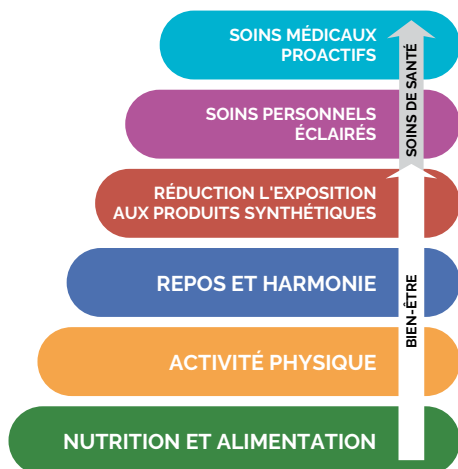 SOINS MÉDICAUX
PROACTIFS
SOINS PERSONNELS
ÉCLAIRÉS
RÉDUCTION L'EXPOSITION
AUX PRODUITS SYNTHÉTIQUES
REPOS ET HARMONIE
ACTIVITÉ PHYSIQUE
NUTRITION ET ALIMENTATION
SOINS DE SANTÉ
BIEN-ÊTRE